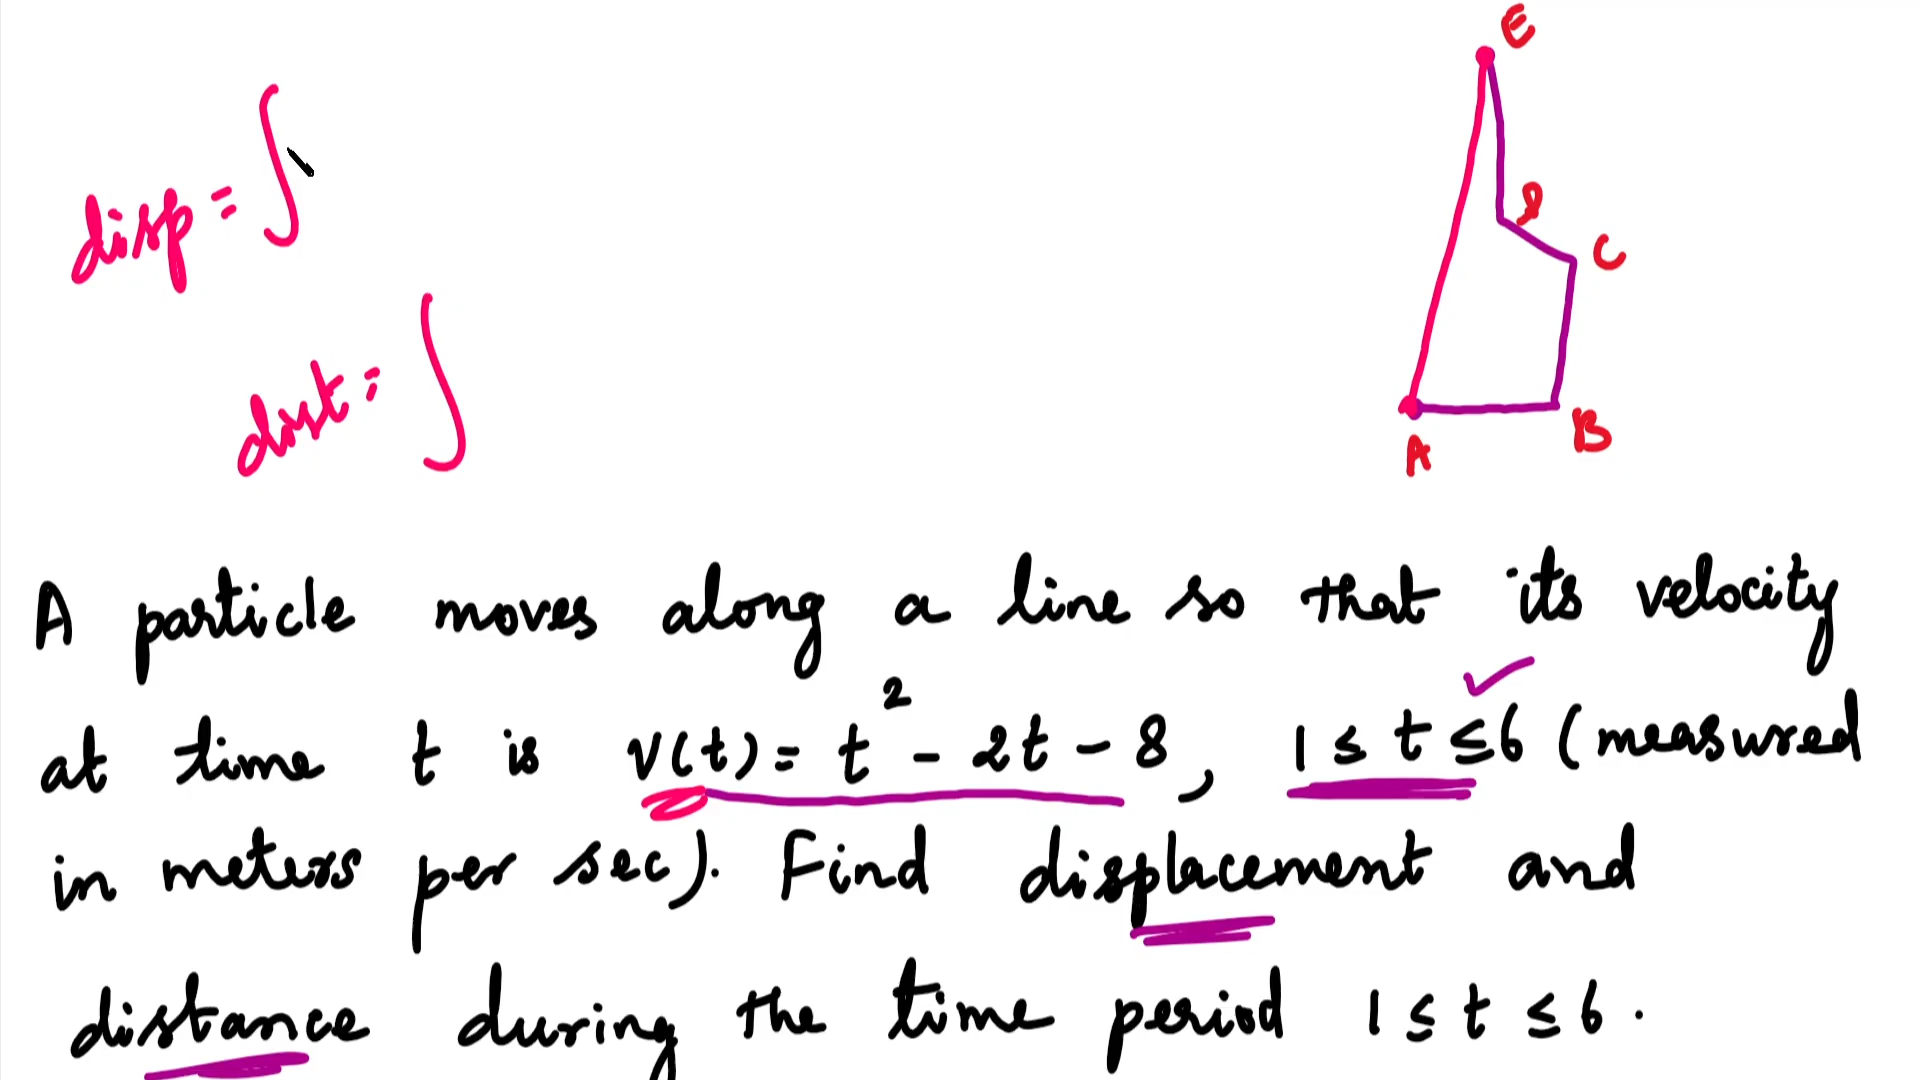 E
disp = ∫
D
C
dist = ∫
B
A
A particle moves along a line so that its velocity
at time t is v(t) = t² - 2t - 8, 1 ≤ t ≤ 6 (measured
in meters per sec). Find displacement and
distance during the time period 1 ≤ t ≤ 6.